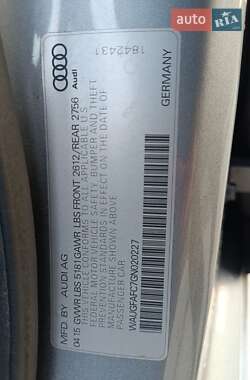 auto RIA.com
1842431
Audi
GERMANY
MFD. BY AUDI AG
04 15 GVWR LBS 5181 GAWR LBS FRONT 2612/REAR 2756
THIS VEHICLE CONFORMS TO ALL APPLICABLE U.S.
FEDERAL MOTOR VEHICLE SAFETY, BUMPER AND THEFT
PREVENTION STANDARDS IN EFFECT ON THE DATE OF
MANUFACTURE SHOWN ABOVE.
PASSENGER CAR
WAUGFAFC7GN020227